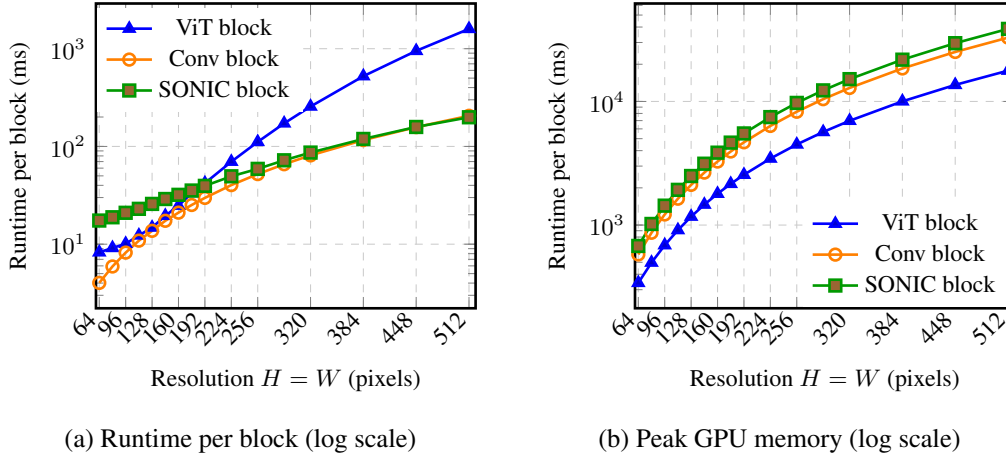 Runtime per block (ms)
10^3
10^2
10^1
ViT block
Conv block
SONIC block
64
96
128
160
192
224
256
320
384
448
512
Resolution H = W (pixels)
(a) Runtime per block (log scale)
Runtime per block (ms)
10^4
10^3
ViT block
Conv block
SONIC block
64
96
128
160
192
224
256
320
384
448
512
Resolution H = W (pixels)
(b) Peak GPU memory (log scale)